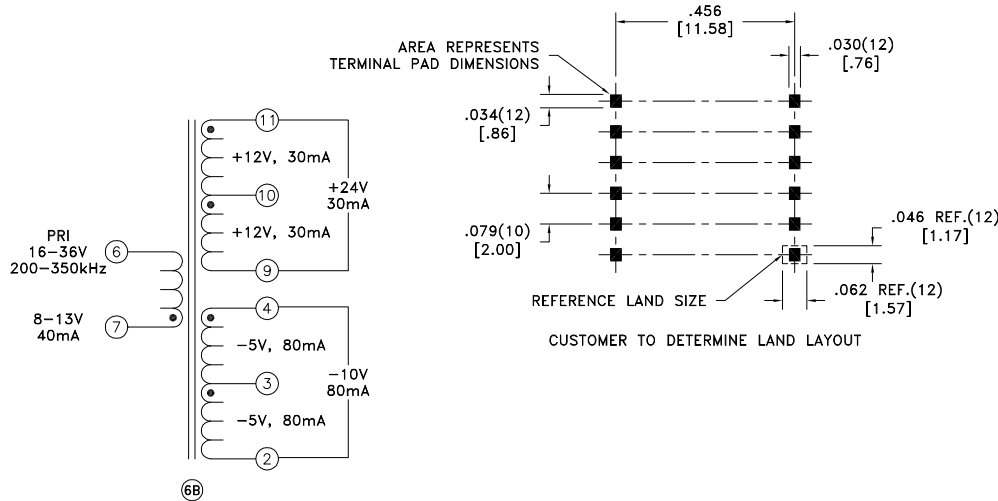 11
+12V, 30mA
10
+24V
30mA
+12V, 30mA
9
PRI
16-36V
200-350kHz
6
7
8-13V
40mA
4
-5V, 80mA
3
-10V
80mA
-5V, 80mA
2
6B
.456
[11.58]
AREA REPRESENTS
TERMINAL PAD DIMENSIONS
.030(12)
[.76]
.034(12)
[.86]
.079(10)
[2.00]
.046 REF.(12)
[1.17]
REFERENCE LAND SIZE
.062 REF.(12)
[1.57]
CUSTOMER TO DETERMINE LAND LAYOUT